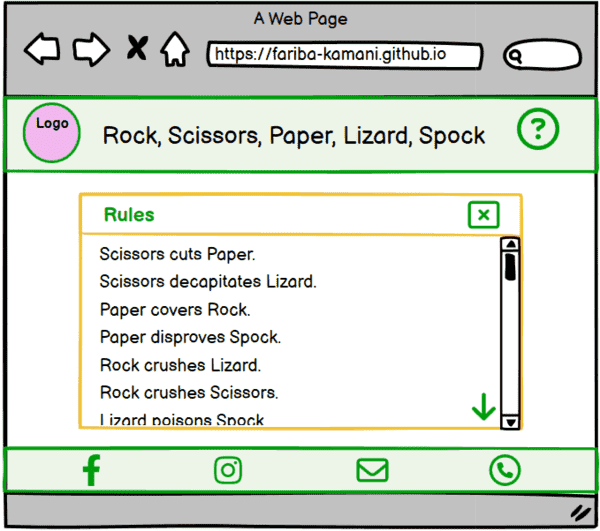 A Web Page
https://fariba-kamani.github.io
Logo
Rock, Scissors, Paper, Lizard, Spock
?
Rules
Scissors cuts Paper.
Scissors decapitates Lizard.
Paper covers Rock.
Paper disproves Spock.
Rock crushes Lizard.
Rock crushes Scissors.
Lizard poisons Spock